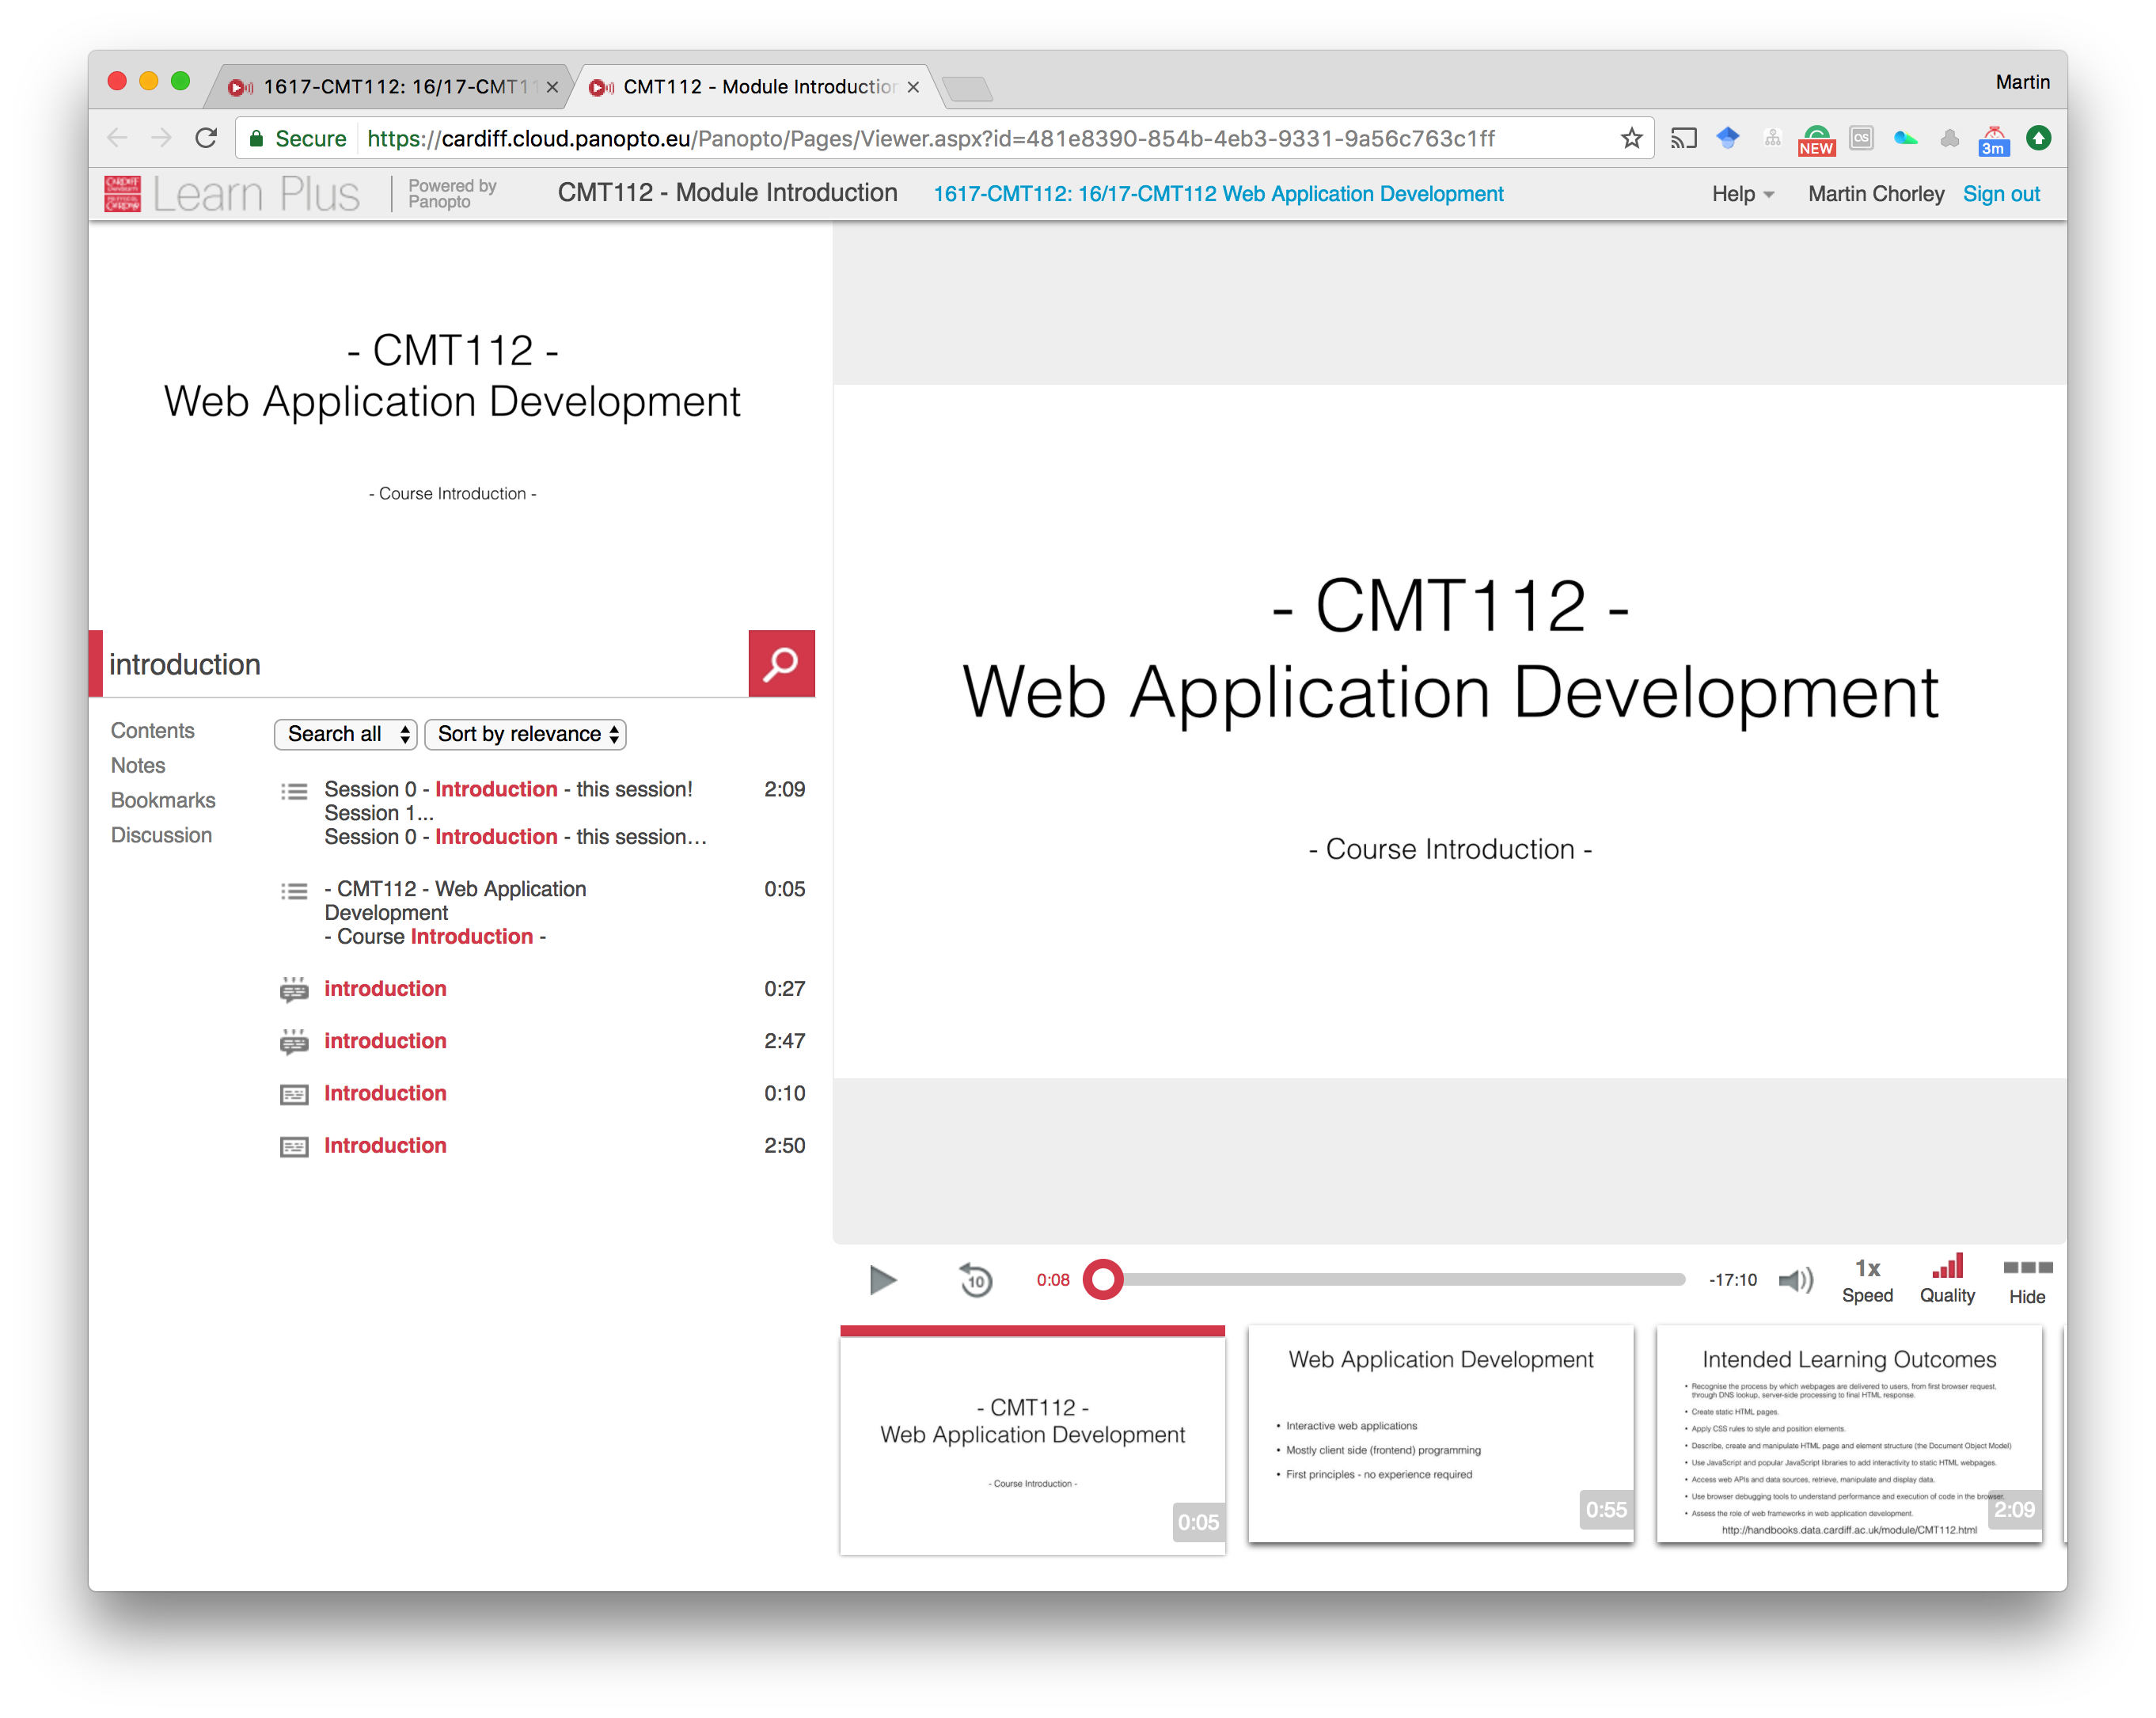 1617-CMT112: 16/17-CMT11
CMT112 - Module Introduction
Martin
Secure
https://cardiff.cloud.panopto.eu/Panopto/Pages/Viewer.aspx?id=481e8390-854b-4eb3-9331-9a56c763c1ff
NEW
OS
3m
CARDIFF
UNIVERSITY
PRIFYSGOL
CAERDYDD
Learn Plus
Powered by
Panopto
CMT112 - Module Introduction
1617-CMT112: 16/17-CMT112 Web Application Development
Help
Martin Chorley
Sign out
- CMT112 -
Web Application Development
- Course Introduction -
introduction
Contents
Notes
Bookmarks
Discussion
Search all
Sort by relevance
Session 0 - Introduction - this session! 2:09
Session 1...
Session 0 - Introduction - this session...
- CMT112 - Web Application 0:05
Development
- Course Introduction -
introduction 0:27
introduction 2:47
Introduction 0:10
Introduction 2:50
- CMT112 -
Web Application Development
- Course Introduction -
10
0:08
-17:10
1x
Speed
Quality
Hide
- CMT112 -
Web Application Development
- Course Introduction -
0:05
Web Application Development
• Interactive web applications
• Mostly client side (frontend) programming
• First principles - no experience required
0:55
Intended Learning Outcomes
• Recognise the process by which webpages are delivered to users, from first browser request,
through DNS lookup, server-side processing to final HTML response.
• Create static HTML pages.
• Apply CSS rules to style and position elements.
• Describe, create and manipulate HTML page and element structure (the Document Object Model)
• Use JavaScript and popular JavaScript libraries to add interactivity to static HTML webpages.
• Access web APIs and data sources, retrieve, manipulate and display data.
• Use browser debugging tools to understand performance and execution of code in the browser.
• Assess the role of web frameworks in web application development.
http://handbooks.data.cardiff.ac.uk/module/CMT112.html
2:09